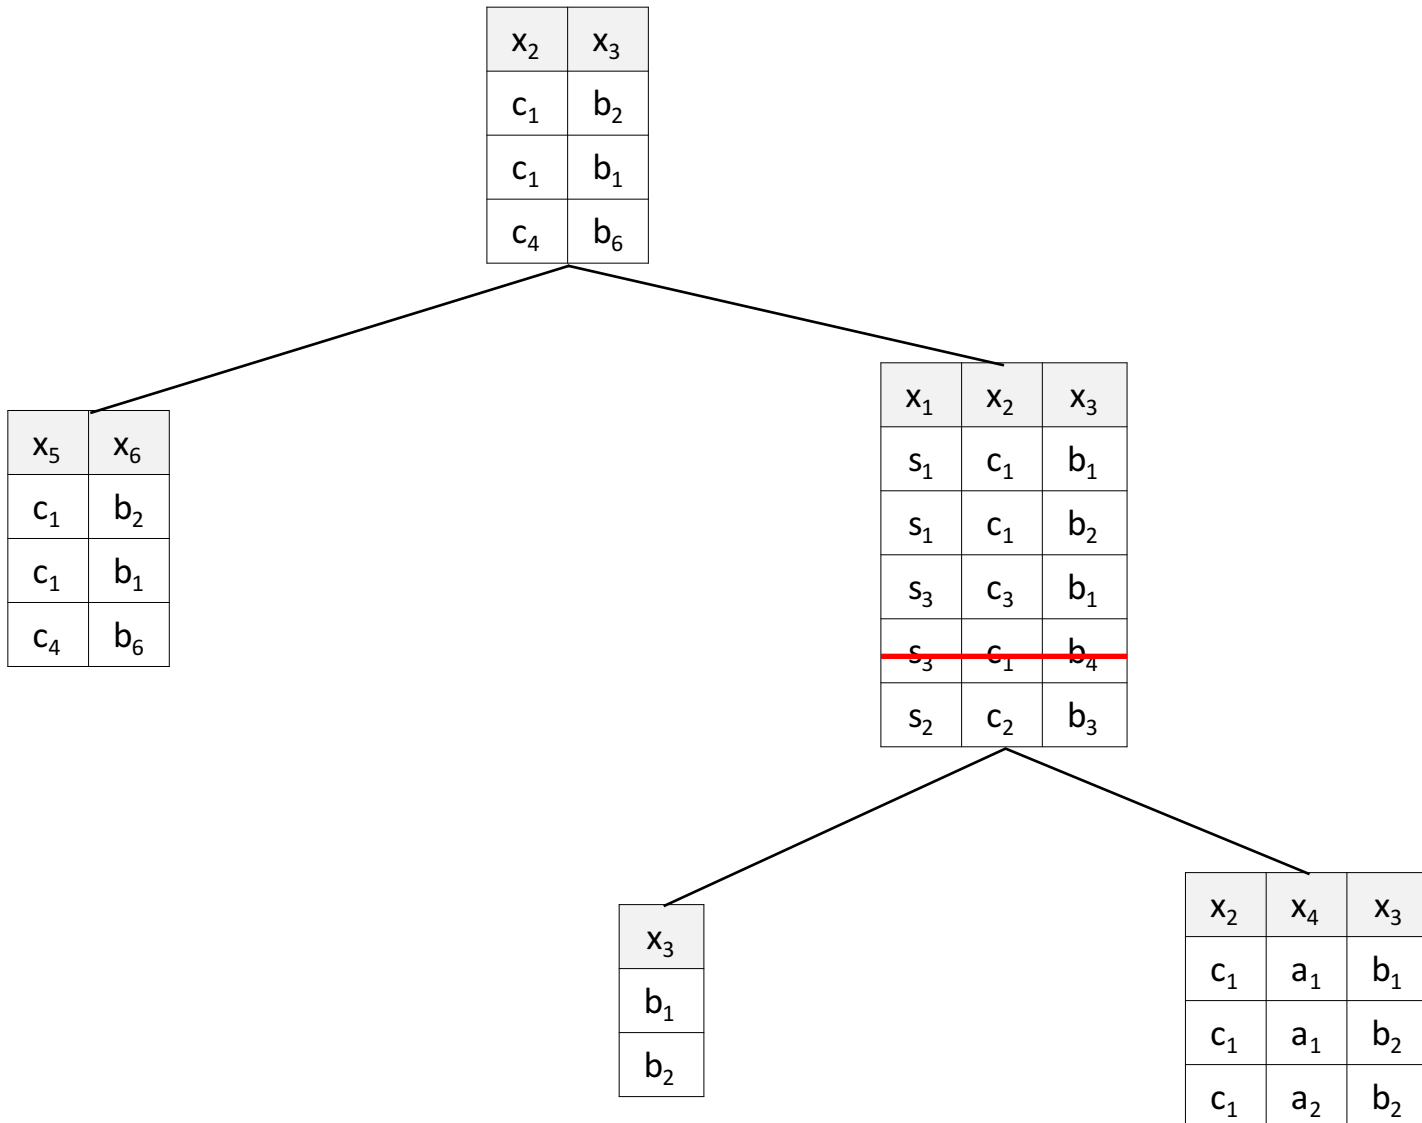 x₂ x₃
c₁ b₂
c₁ b₁
c₄ b₆
x₅ x₆
c₁ b₂
c₁ b₁
c₄ b₆
x₁ x₂ x₃
s₁ c₁ b₁
s₁ c₁ b₂
s₃ c₃ b₁
s₃ c₁ b₄
s₂ c₂ b₃
x₃
b₁
b₂
x₂ x₄ x₃
c₁ a₁ b₁
c₁ a₁ b₂
c₁ a₂ b₂